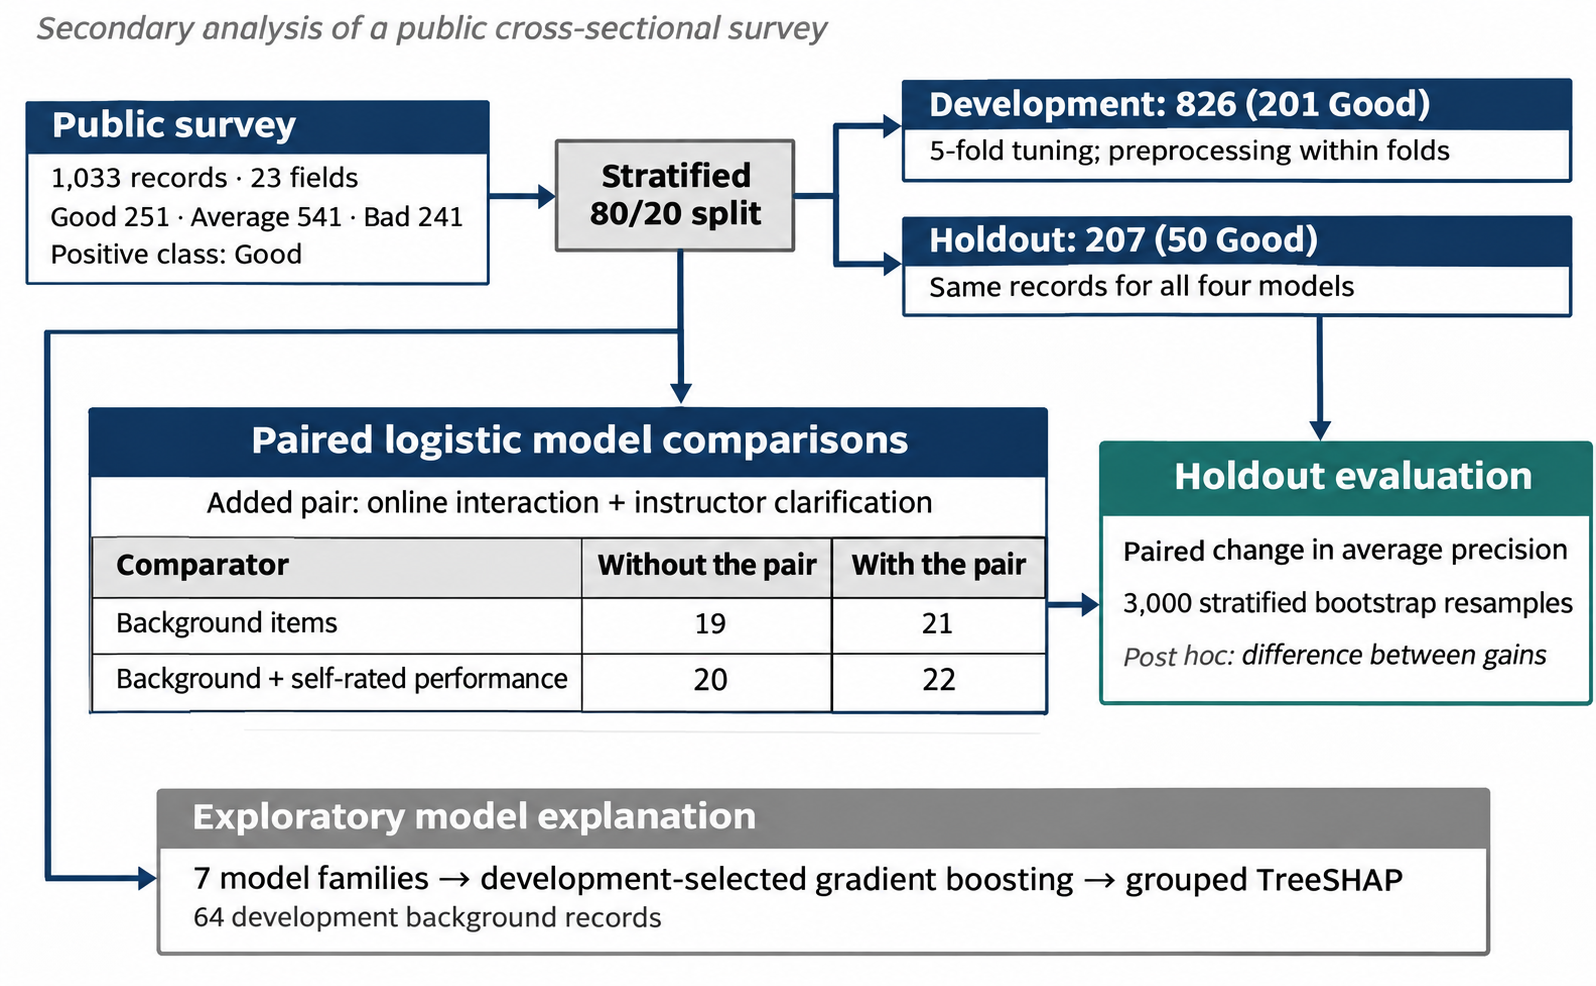 Secondary analysis of a public cross-sectional survey
Public survey
1,033 records · 23 fields
Good 251 · Average 541 · Bad 241
Positive class: Good
Stratified
80/20 split
Development: 826 (201 Good)
5-fold tuning; preprocessing within folds
Holdout: 207 (50 Good)
Same records for all four models
Paired logistic model comparisons
Added pair: online interaction + instructor clarification
Comparator Without the pair With the pair
Background items 19 21
Background + self-rated performance 20 22
Holdout evaluation
Paired change in average precision
3,000 stratified bootstrap resamples
Post hoc: difference between gains
Exploratory model explanation
7 model families → development-selected gradient boosting → grouped TreeSHAP
64 development background records